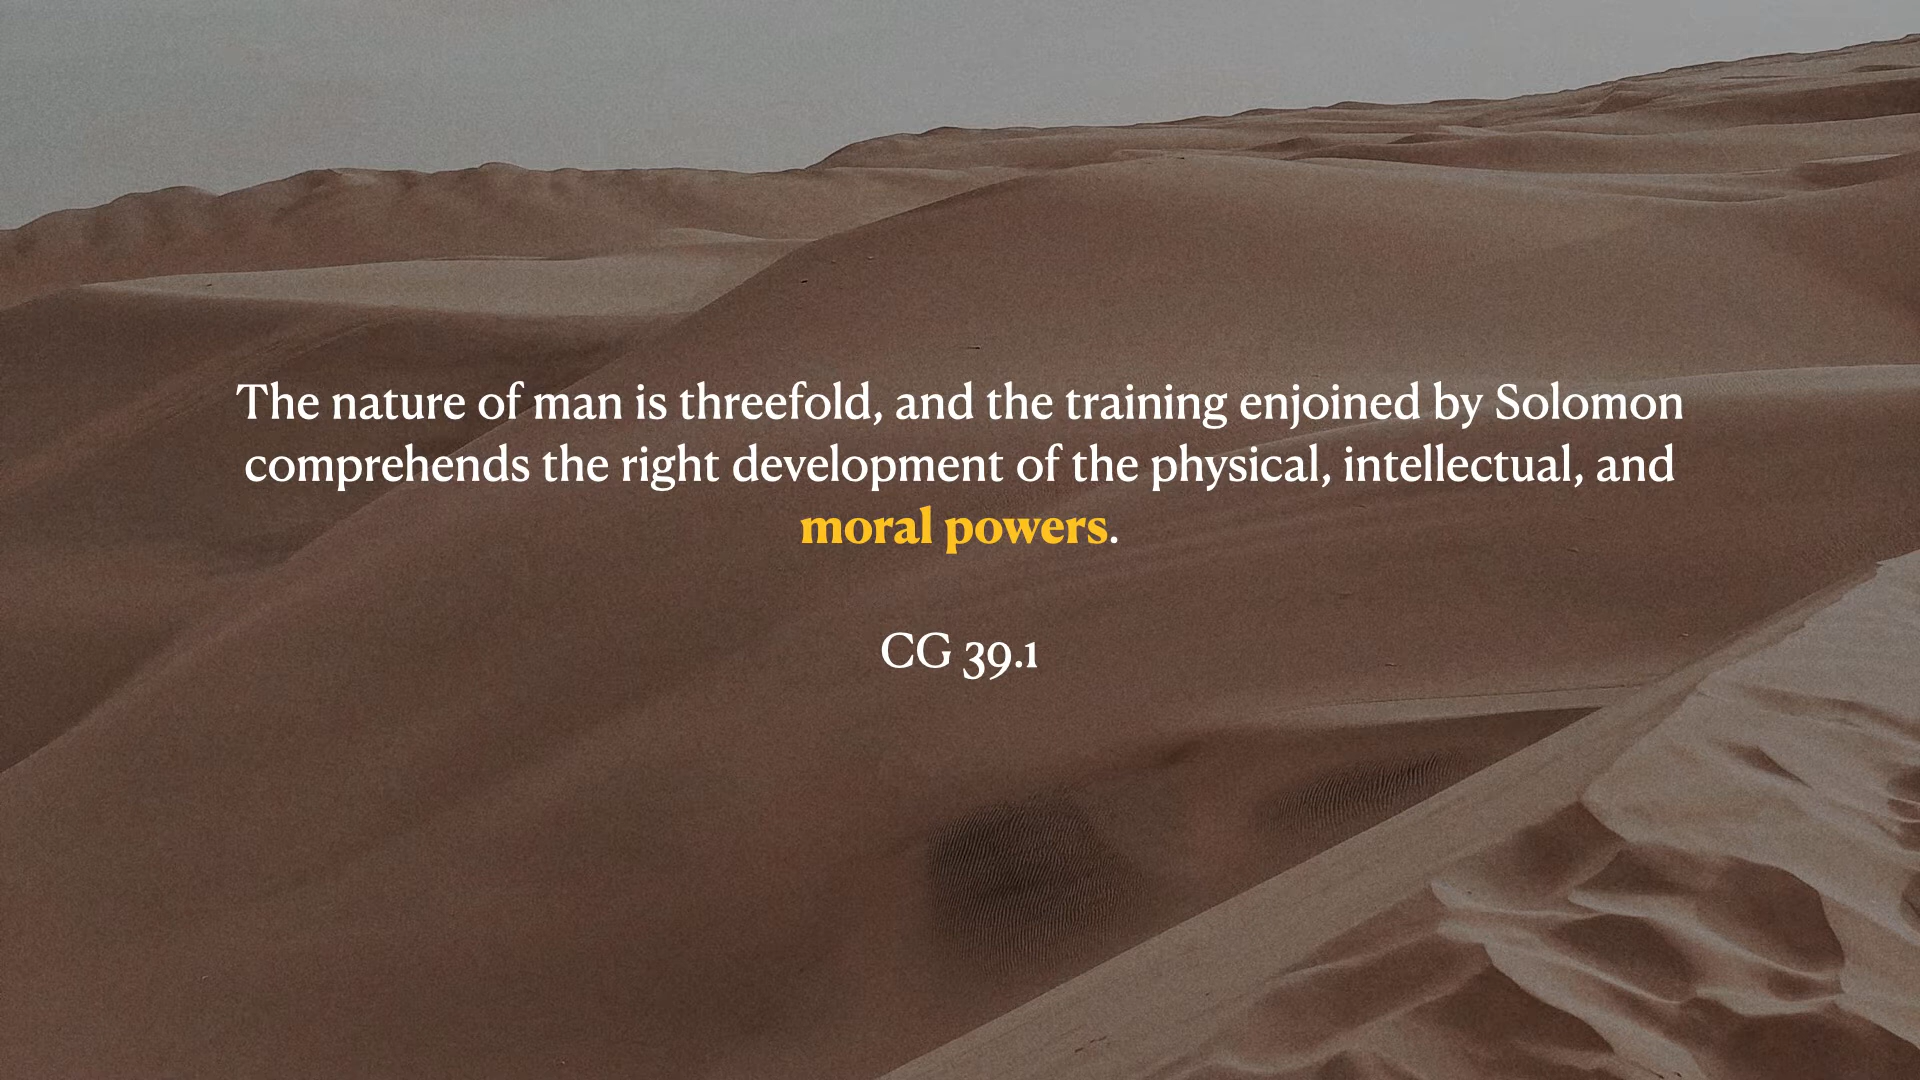 The nature of man is threefold, and the training enjoined by Solomon
comprehends the right development of the physical, intellectual, and
moral powers.
CG 39.1